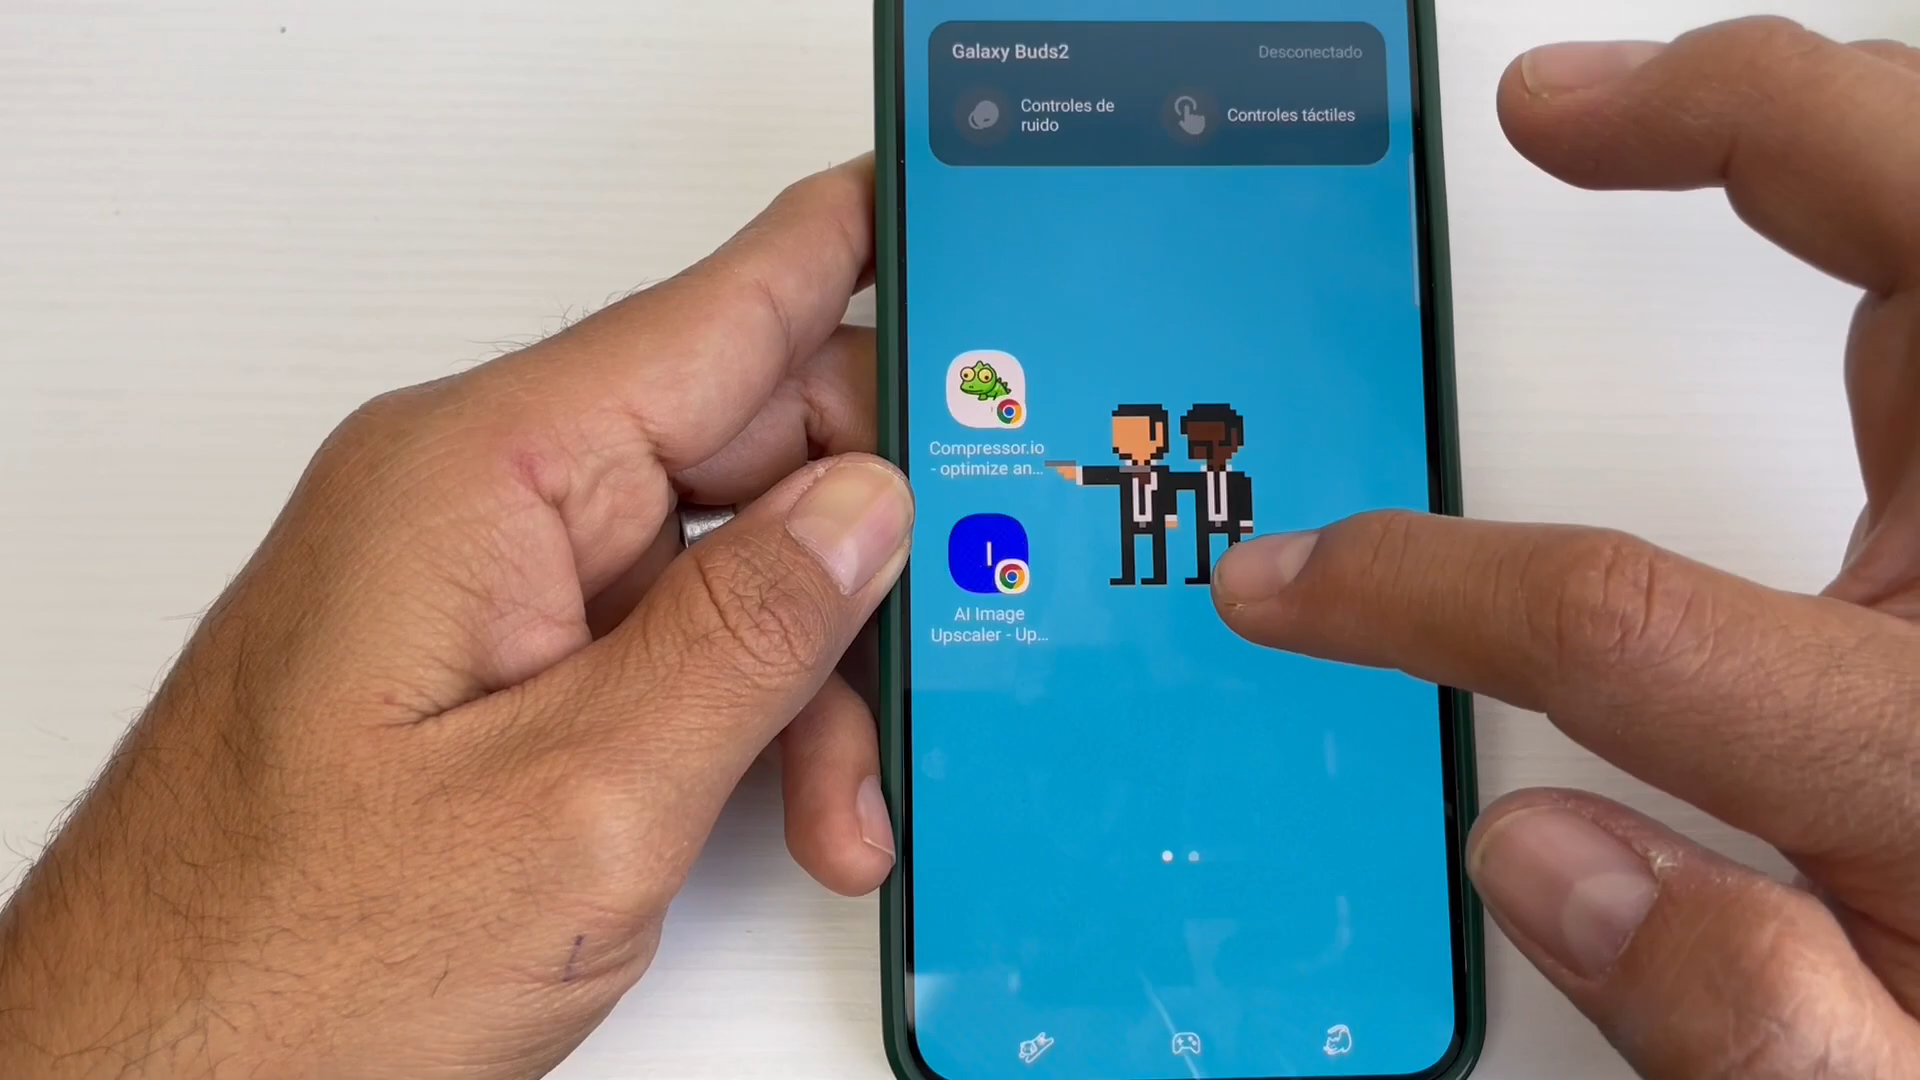 Galaxy Buds2
Desconectado
Controles de
ruido
Controles táctiles
Compressor.io
- optimize an...
I
AI Image
Upscaler - Up...